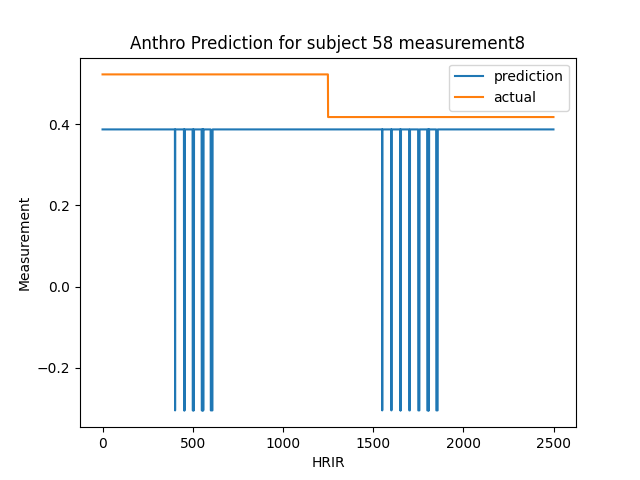 Anthro Prediction for subject 58 measurement8
prediction
actual
0.4
0.2
0.0
−0.2
Measurement
0
500
1000
1500
2000
2500
HRIR